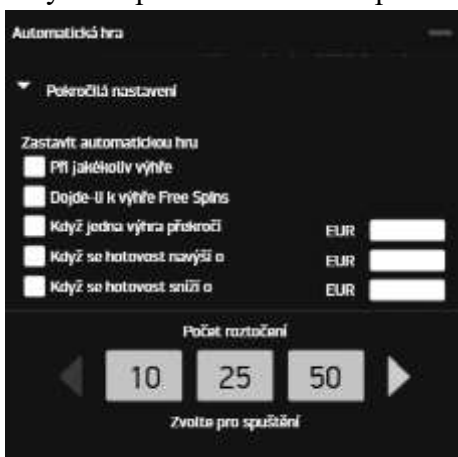 Automatická hra
Pokročilá nastavení
Zastavit automatickou hru
Při jakékoliv výhře
Dojde-li k výhře Free Spins
Když jedna výhra překročí EUR
Když se hotovost navýší o EUR
Když se hotovost sníží o EUR
Počet roztočení
10 25 50
Zvolte pro spuštění